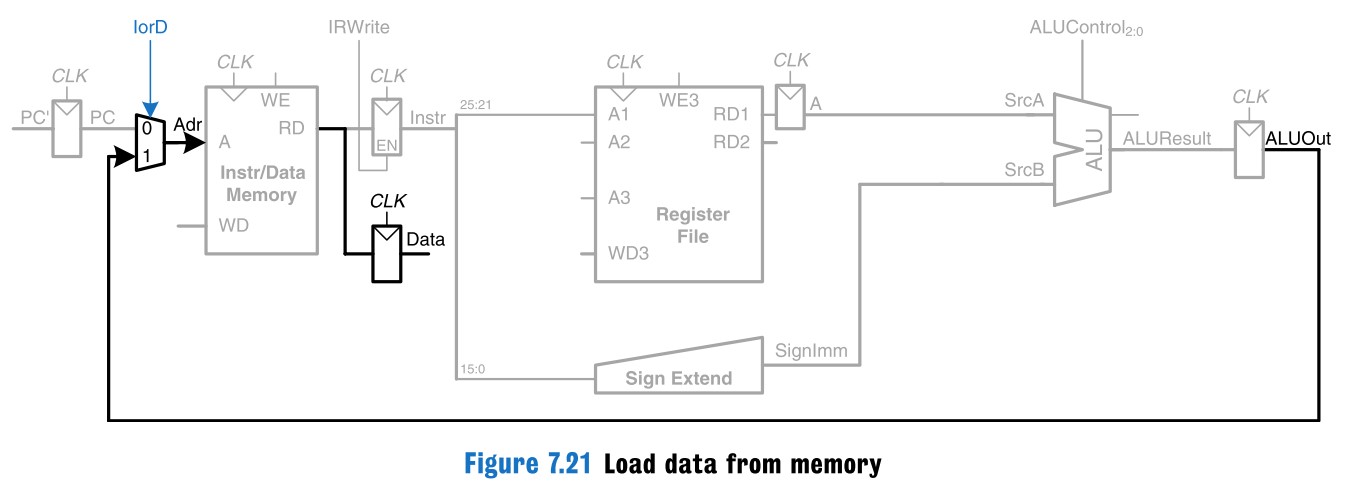 IorD
IRWrite
ALUControl2:0
CLK
CLK
CLK
CLK
CLK
CLK
PC'
PC
0
1
Adr
WE
A
RD
Instr/Data
Memory
WD
EN
Instr
CLK
Data
25:21
15:0
WE3
A1
A2
A3
WD3
RD1
RD2
Register
File
A
SrcA
SrcB
ALU
ALUResult
ALUOut
SignImm
Sign Extend
Figure 7.21 Load data from memory